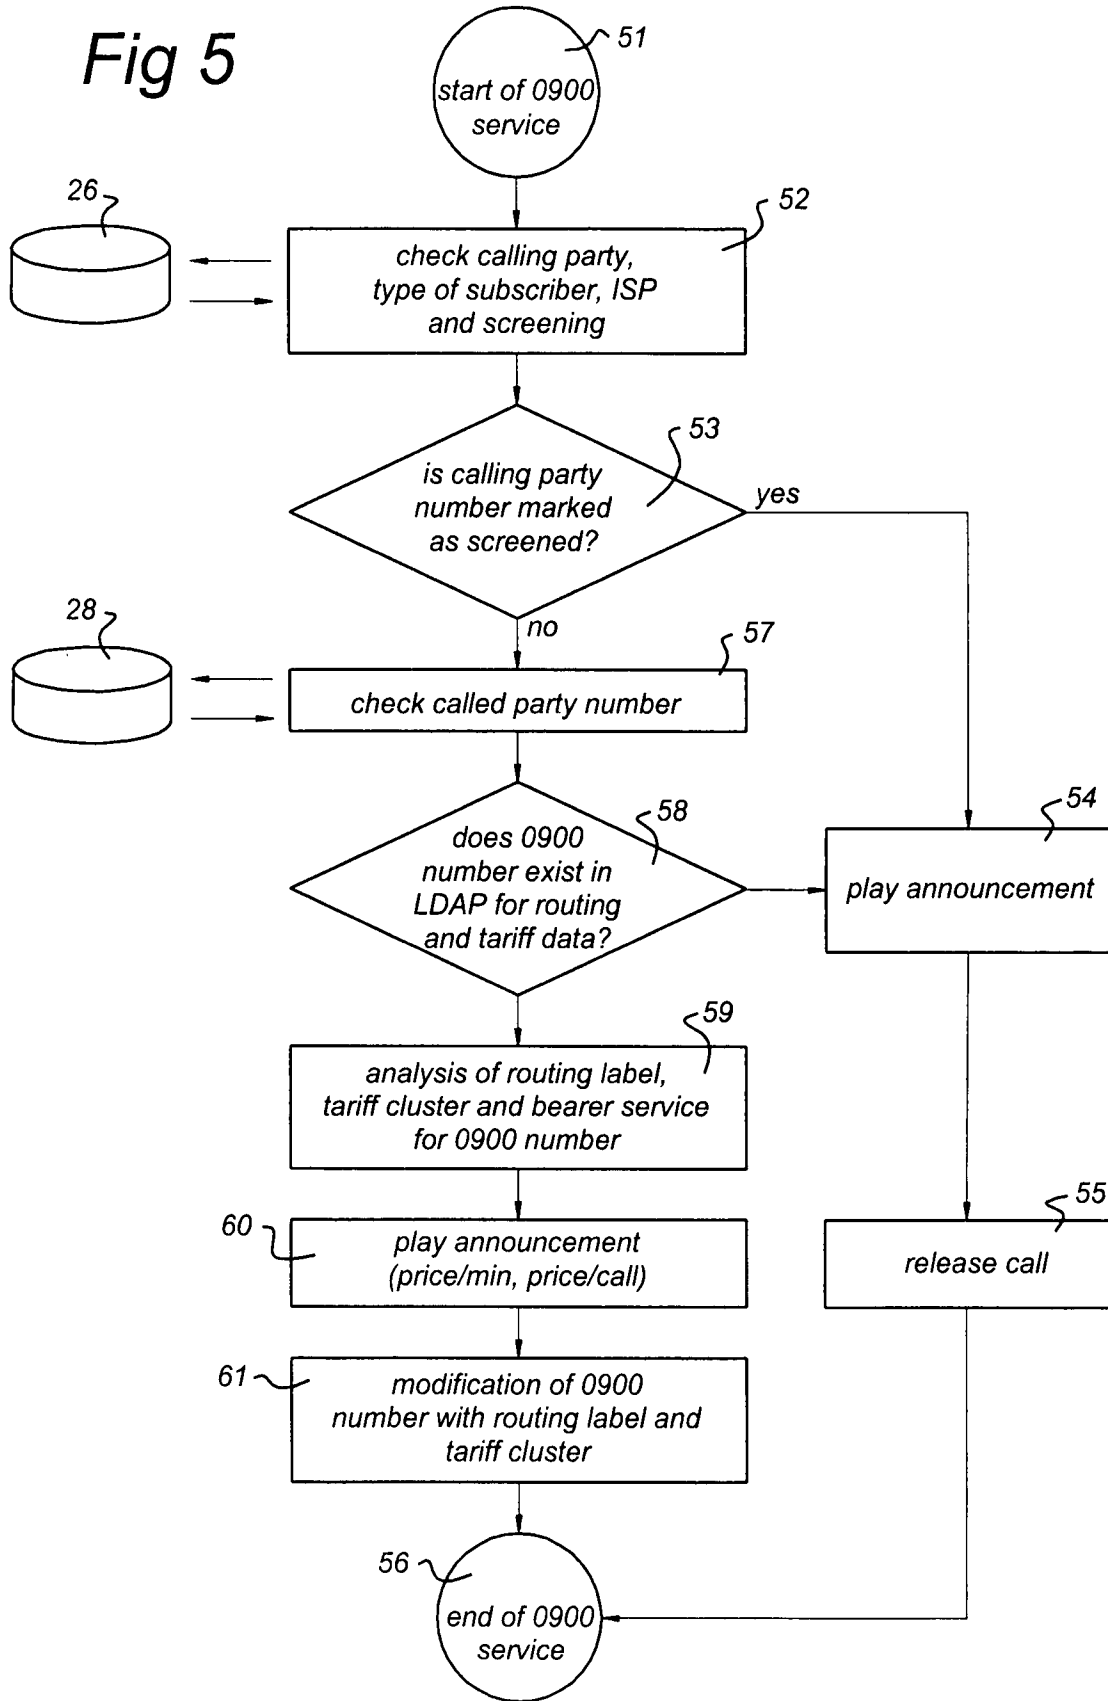 Fig 5
51
start of 0900
service
26
52
check calling party,
type of subscriber, ISP
and screening
53
is calling party
number marked
as screened?
yes
no
28
57
check called party number
58
does 0900
number exist in
LDAP for routing
and tariff data?
54
play announcement
59
analysis of routing label,
tariff cluster and bearer service
for 0900 number
60
play announcement
(price/min, price/call)
55
release call
61
modification of 0900
number with routing label and
tariff cluster
56
end of 0900
service